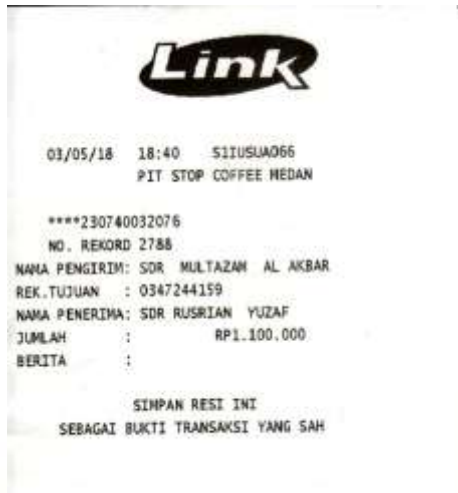 Link
03/05/18 18:40 S1IUSUAO66
PIT STOP COFFEE MEDAN
****230740032076
NO. REKORD 2788
NAMA PENGIRIM: SDR MULTAZAM AL AKBAR
REK.TUJUAN : 0347244159
NAMA PENERIMA: SDR RUSRIAN YUZAF
JUMLAH : RP1.100.000
BERITA :
SIMPAN RESI INI
SEBAGAI BUKTI TRANSAKSI YANG SAH